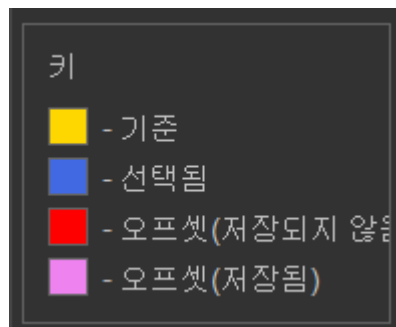 키
- 기준
- 선택됨
- 오프셋(저장되지 않
- 오프셋(저장됨)